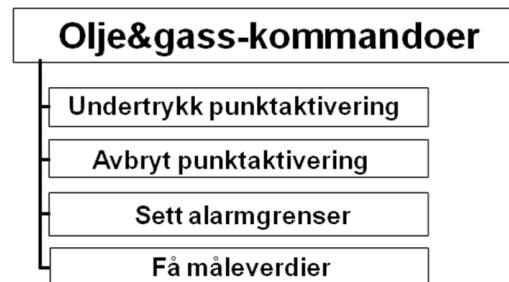 Olje&gass-kommandoer
Undertrykk punktaktivering
Avbryt punktaktivering
Sett alarmgrenser
Få måleverdier